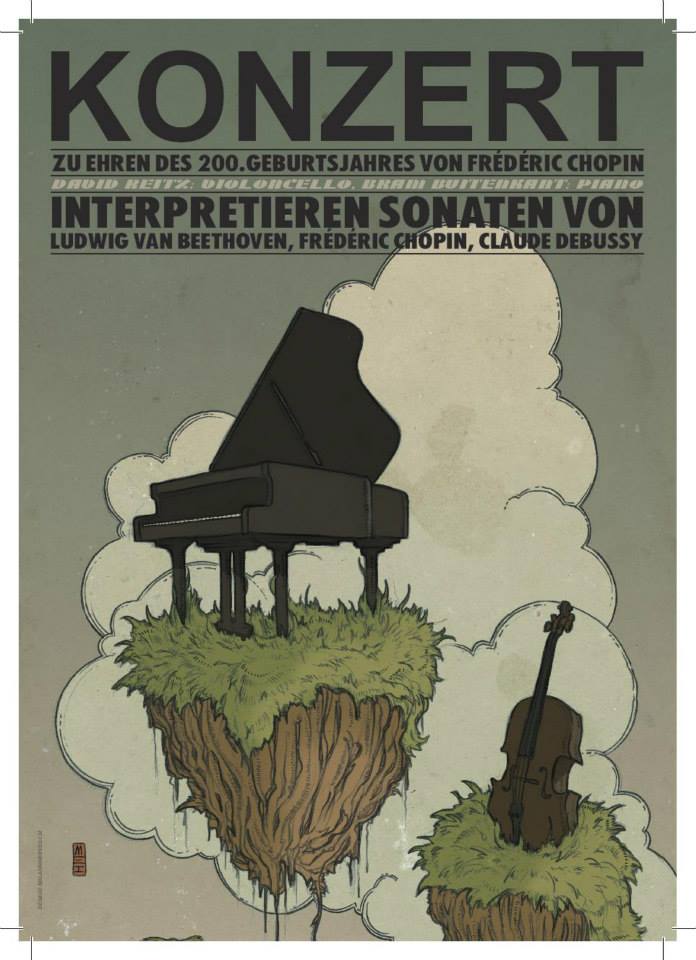 KONZERT
ZU EHREN DES 200.GEBURTSJAHRES VON FRÉDÉRIC CHOPIN
DAVID REITZ: VIOLONCELLO, BRAM BUITENKANT: PIANO
INTERPRETIEREN SONATEN VON
LUDWIG VAN BEETHOVEN, FRÉDÉRIC CHOPIN, CLAUDE DEBUSSY